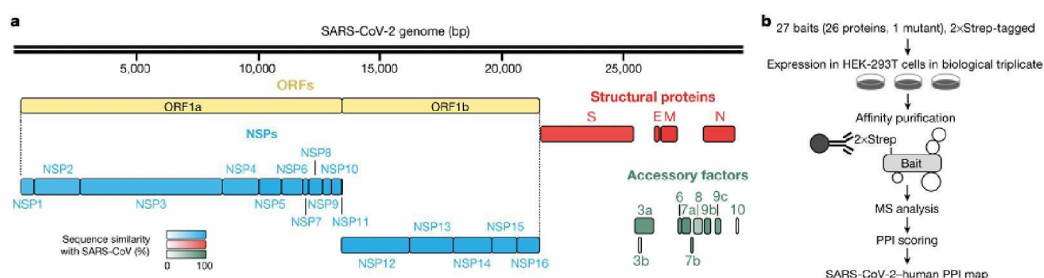 a
SARS-CoV-2 genome (bp)
5,000 10,000 15,000 20,000 25,000
ORFs
ORF1a ORF1b
Structural proteins
S E M N
NSPs
NSP8
NSP2 NSP4 NSP6 NSP10
NSP1 NSP3 NSP5 NSP9
NSP7 NSP11
NSP13 NSP15
NSP12 NSP14 NSP16
Accessory factors
9c
6 8
3a 7a 9b 10
3b 7b
Sequence similarity
with SARS-CoV (%)
0 100
b
27 baits (26 proteins, 1 mutant), 2×Strep-tagged
Expression in HEK-293T cells in biological triplicate
Affinity purification
2×Strep
Bait
MS analysis
PPI scoring
SARS-CoV-2–human PPI map